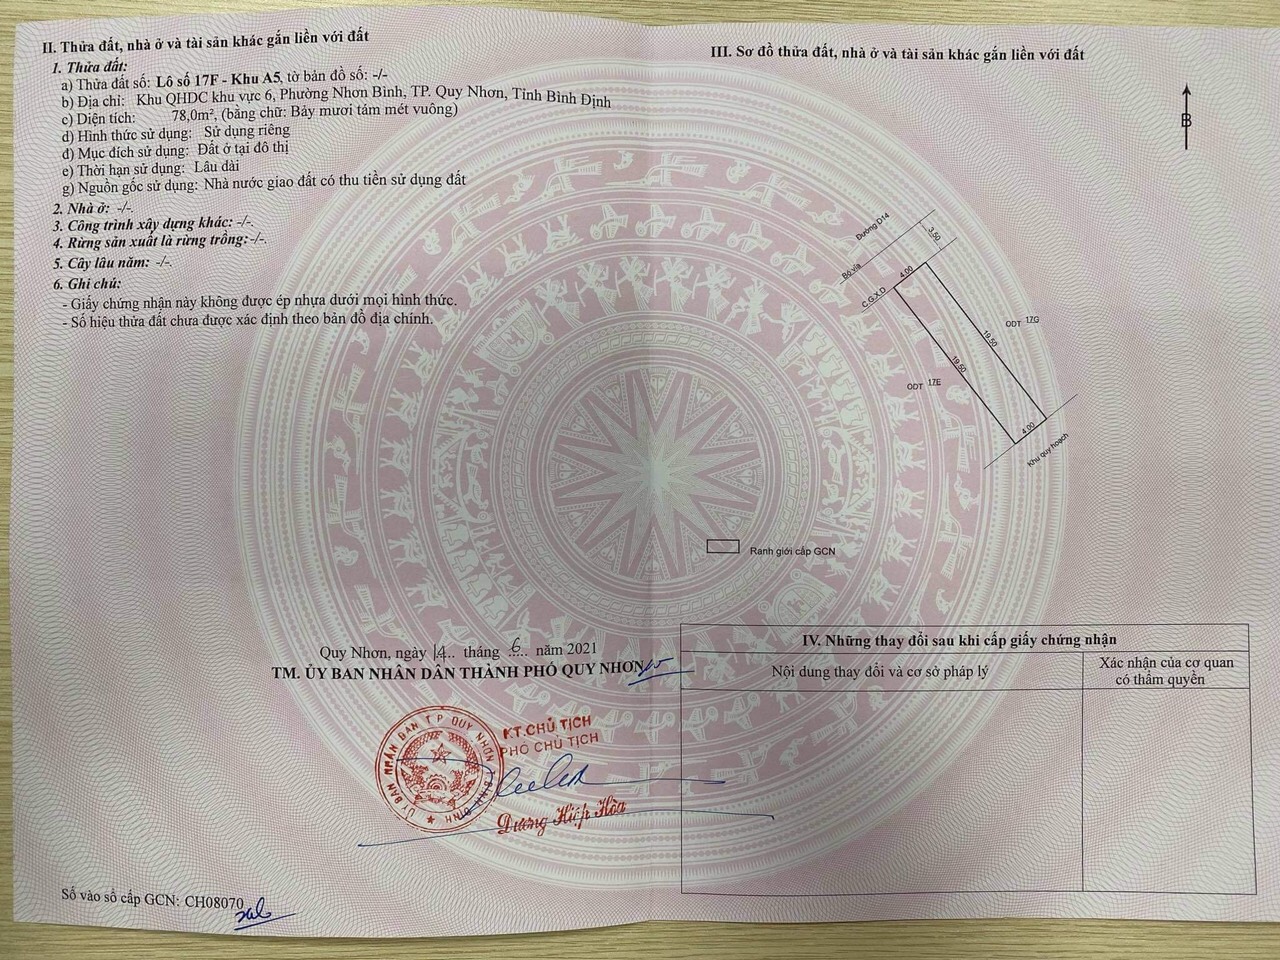 II. Thửa đất, nhà ở và tài sản khác gắn liền với đất
1. Thửa đất:
a) Thửa đất số: Lô số 17F - Khu A5, tờ bản đồ số: -/-
b) Địa chỉ: Khu QHDC khu vực 6, Phường Nhơn Bình, TP. Quy Nhơn, Tỉnh Bình Định
c) Diện tích: 78,0m², (bằng chữ: Bảy mươi tám mét vuông)
d) Hình thức sử dụng: Sử dụng riêng
đ) Mục đích sử dụng: Đất ở tại đô thị
e) Thời hạn sử dụng: Lâu dài
g) Nguồn gốc sử dụng: Nhà nước giao đất có thu tiền sử dụng đất
2. Nhà ở: -/-.
3. Công trình xây dựng khác: -/-.
4. Rừng sản xuất là rừng trồng: -/-.
5. Cây lâu năm: -/-.
6. Ghi chú:
- Giấy chứng nhận này không được ép nhựa dưới mọi hình thức.
- Số hiệu thửa đất chưa được xác định theo bản đồ địa chính.
Quy Nhơn, ngày 14.. tháng .6.. năm 2021
TM. ỦY BAN NHÂN DÂN THÀNH PHỐ QUY NHƠN
KT.CHỦ TỊCH
PHÓ CHỦ TỊCH
ỦY BAN NHÂN DÂN T.P QUY NHƠN
T. BÌNH ĐỊNH
Dương Hiệp Hòa
Số vào sổ cấp GCN: CH08070
III. Sơ đồ thửa đất, nhà ở và tài sản khác gắn liền với đất
B
Đường D14
3.50
Bó vỉa
4.00
C.G.X.D
ODT 17G
19.50
19.50
ODT 17E
4.00
Khu quy hoạch
Ranh giới cấp GCN
IV. Những thay đổi sau khi cấp giấy chứng nhận
Nội dung thay đổi và cơ sở pháp lý
Xác nhận của cơ quan
có thẩm quyền